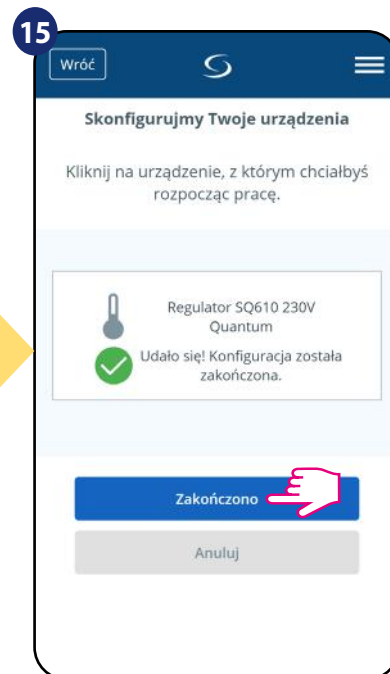 15
Wróć
Skonfigurujmy Twoje urządzenia
Kliknij na urządzenie, z którym chciałbyś
rozpocząc pracę.
Regulator SQ610 230V
Quantum
Udało się! Konfiguracja została
zakończona.
Zakończono
Anuluj